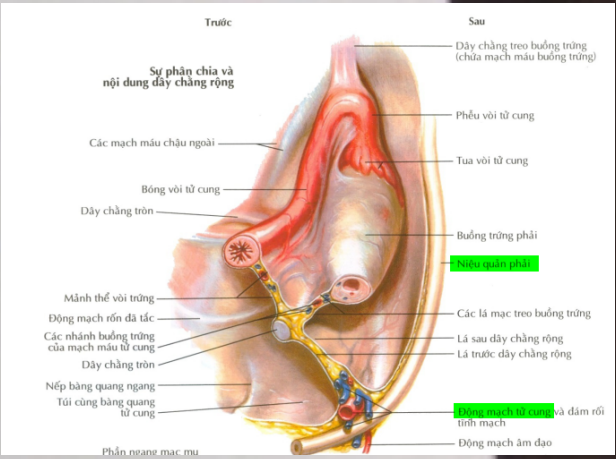 Trước
Sau
Sự phân chia và
nội dung dây chằng rộng
Các mạch máu chậu ngoài
Bóng vòi tử cung
Dây chằng tròn
Mảnh thể vòi trứng
Động mạch rốn đã tắc
Các nhánh buồng trứng
của mạch máu tử cung
Dây chằng tròn
Nếp bàng quang ngang
Túi cùng bàng quang
tử cung
Phần ngang mạc
Dây chằng treo buồng trứng
(chứa mạch máu buồng trứng)
Phễu vòi tử cung
Tua vòi tử cung
Buồng trứng phải
Niệu quản phải
Các lá mạc treo buồng trứng
Lá sau dây chằng rộng
Lá trước dây chằng rộng
Động mạch tử cung và đám rối
tĩnh mạch
Động mạch âm đạo